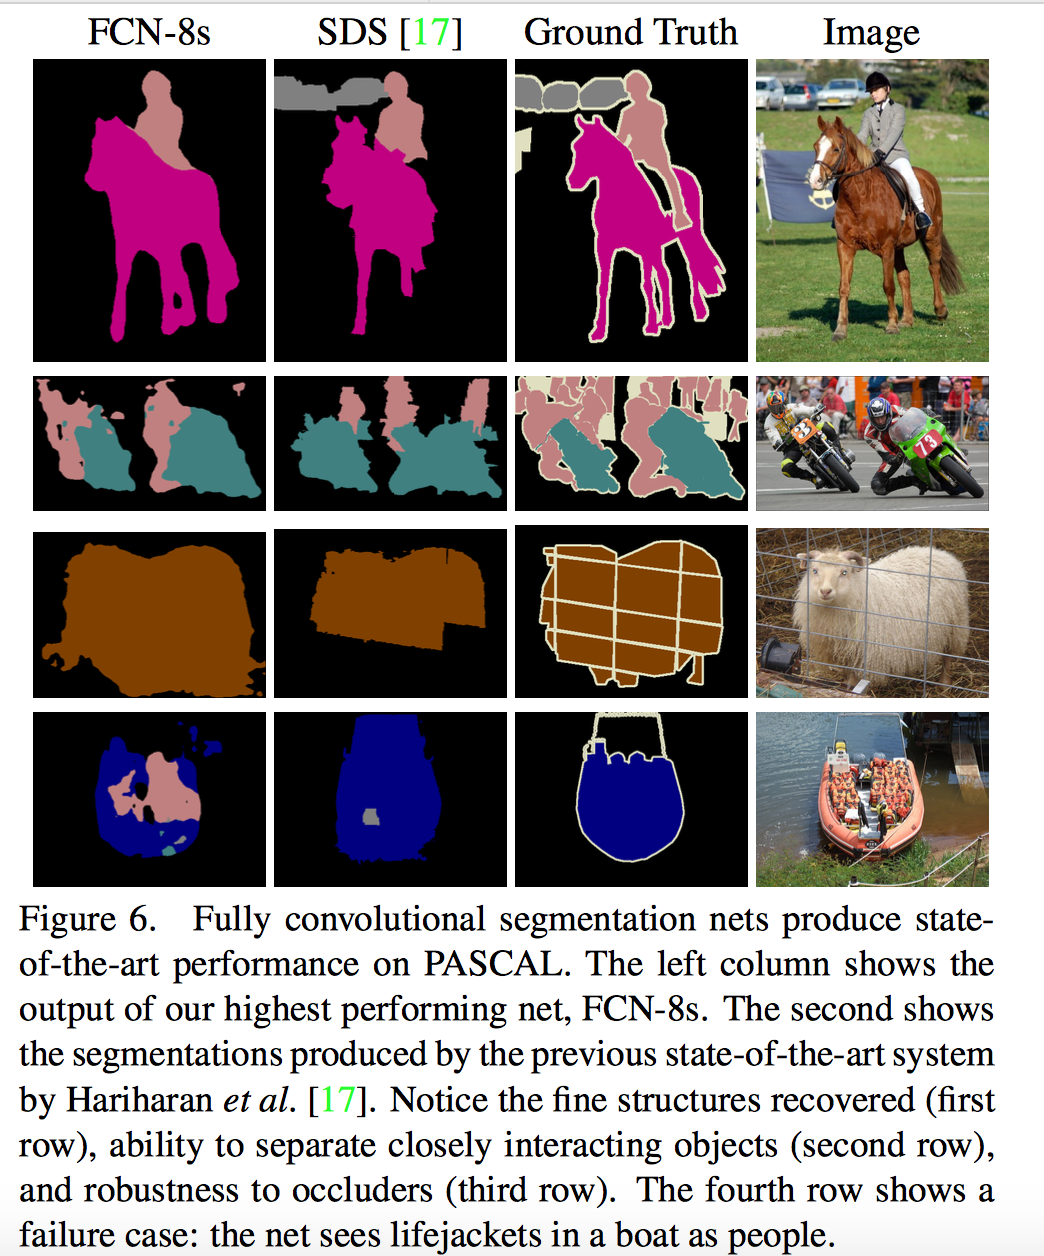 FCN-8s SDS [17] Ground Truth Image
73
Figure 6. Fully convolutional segmentation nets produce state-
of-the-art performance on PASCAL. The left column shows the
output of our highest performing net, FCN-8s. The second shows
the segmentations produced by the previous state-of-the-art system
by Hariharan et al. [17]. Notice the fine structures recovered (first
row), ability to separate closely interacting objects (second row),
and robustness to occluders (third row). The fourth row shows a
failure case: the net sees lifejackets in a boat as people.